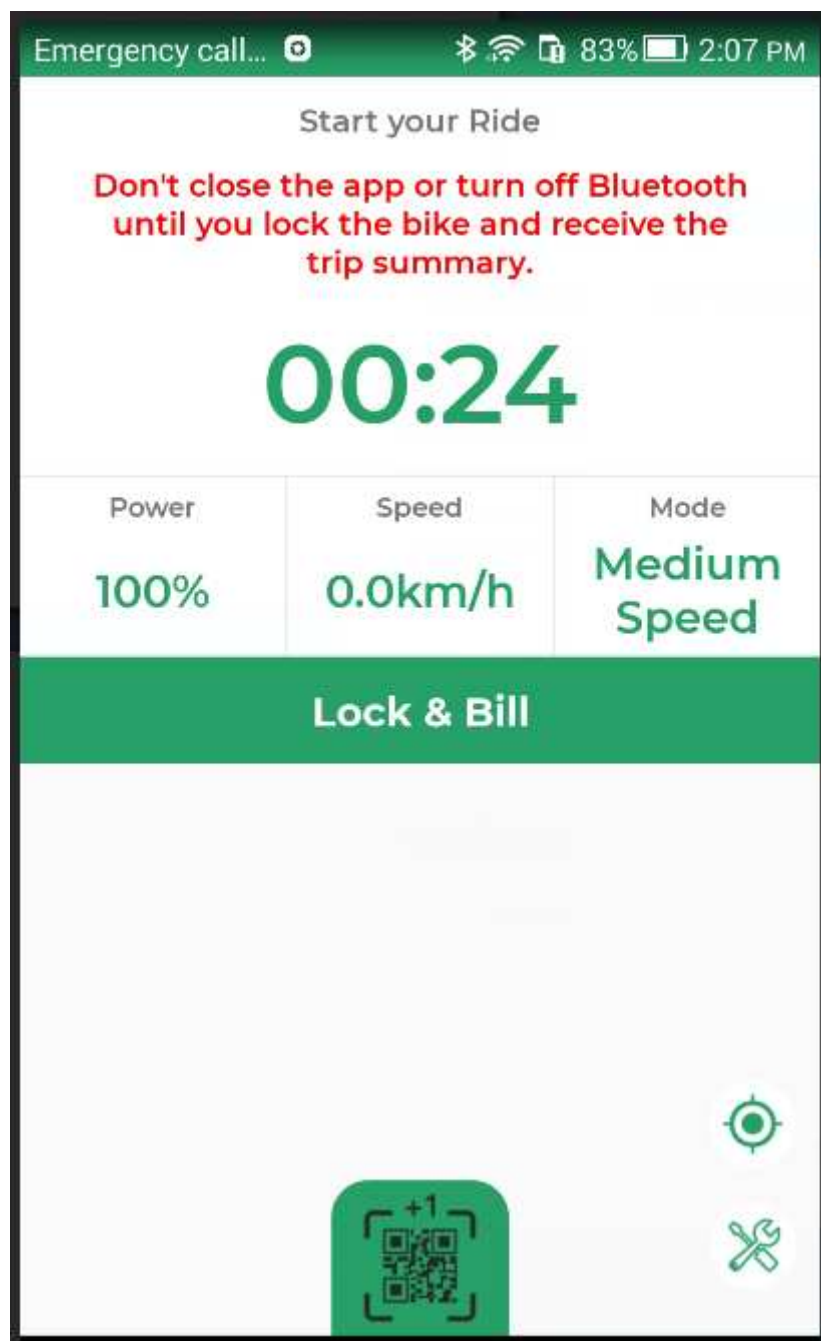 Emergency call... 83% 2:07 PM
Start your Ride
Don't close the app or turn off Bluetooth
until you lock the bike and receive the
trip summary.
00:24
Power Speed Mode
100% 0.0km/h Medium
Speed
Lock & Bill
+1